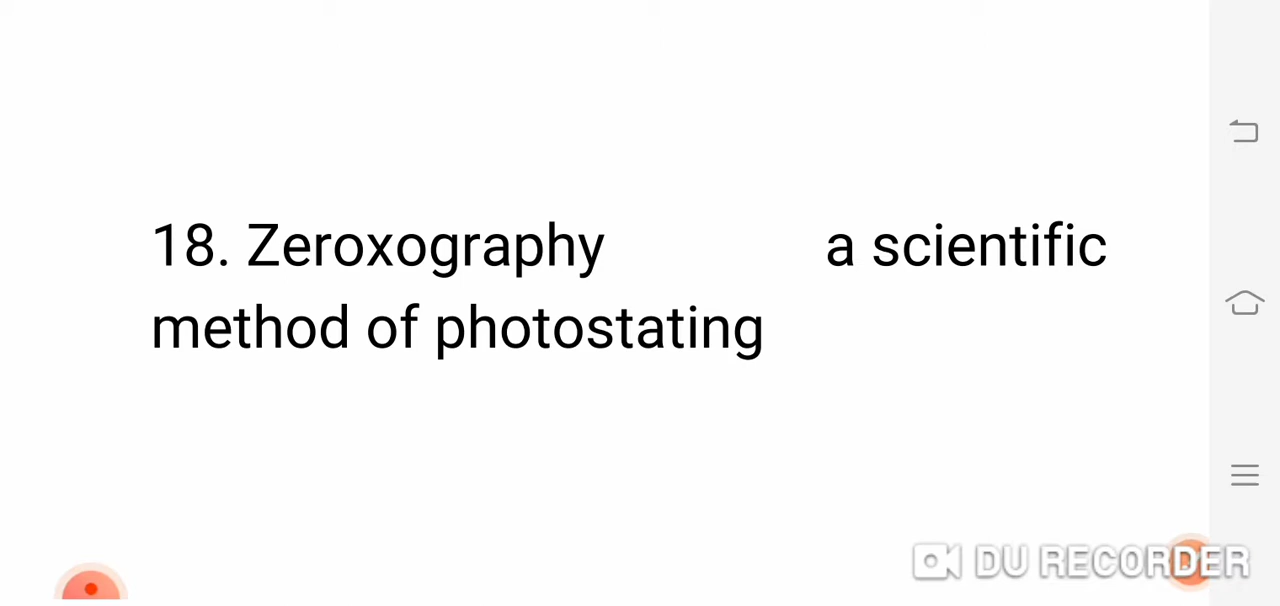 18. Zeroxography a scientific
method of photostating
DU RECORDER